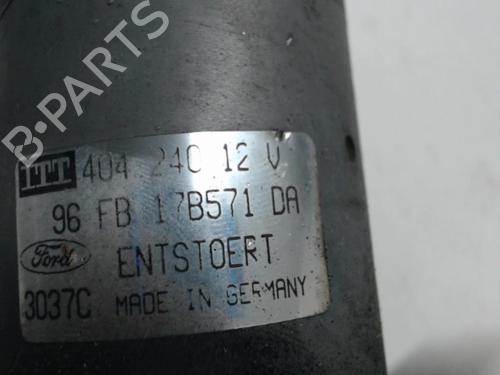 B-PARTS
ITT 404 240 12 V
96 FB 17B571 DA
Ford ENTSTOERT
3037C MADE IN GERMANY